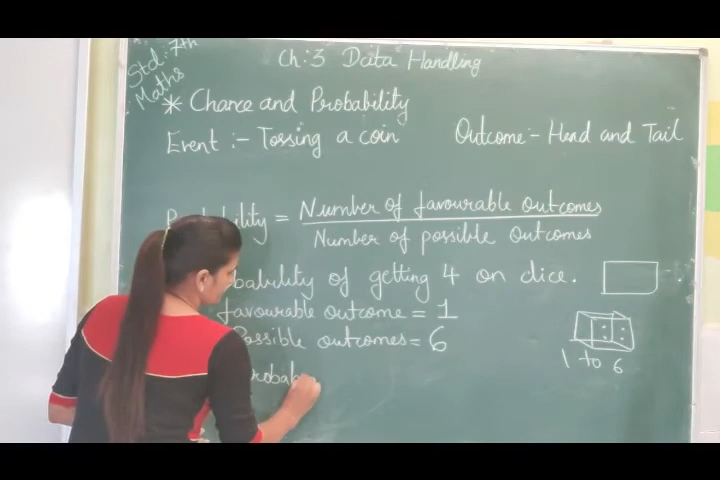 Std:-7th
Maths
Ch:3 Data Handling
* Chance and Probability
Event :- Tossing a coin
Outcome:- Head and Tail
= Number of favourable outcomes
Number of possible outcomes
of getting 4 on dice.
favourable outcome = 1
Possible outcomes = 6
1 to 6